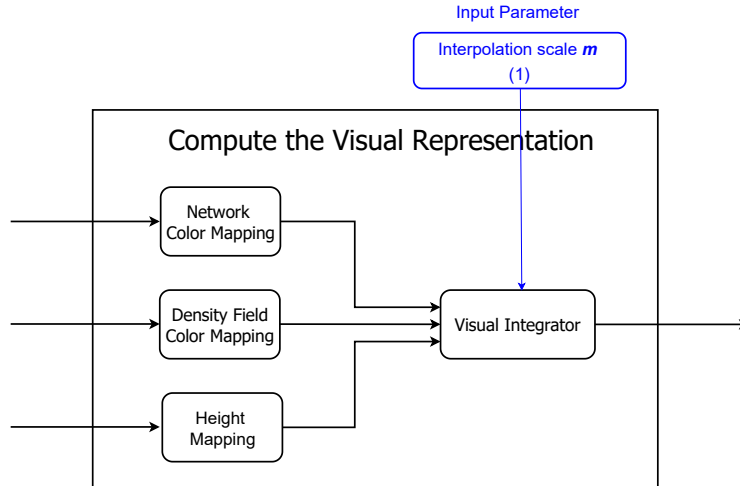 Input Parameter
Interpolation scale m
(1)
Compute the Visual Representation
Network
Color Mapping
Density Field
Color Mapping
Visual Integrator
Height
Mapping